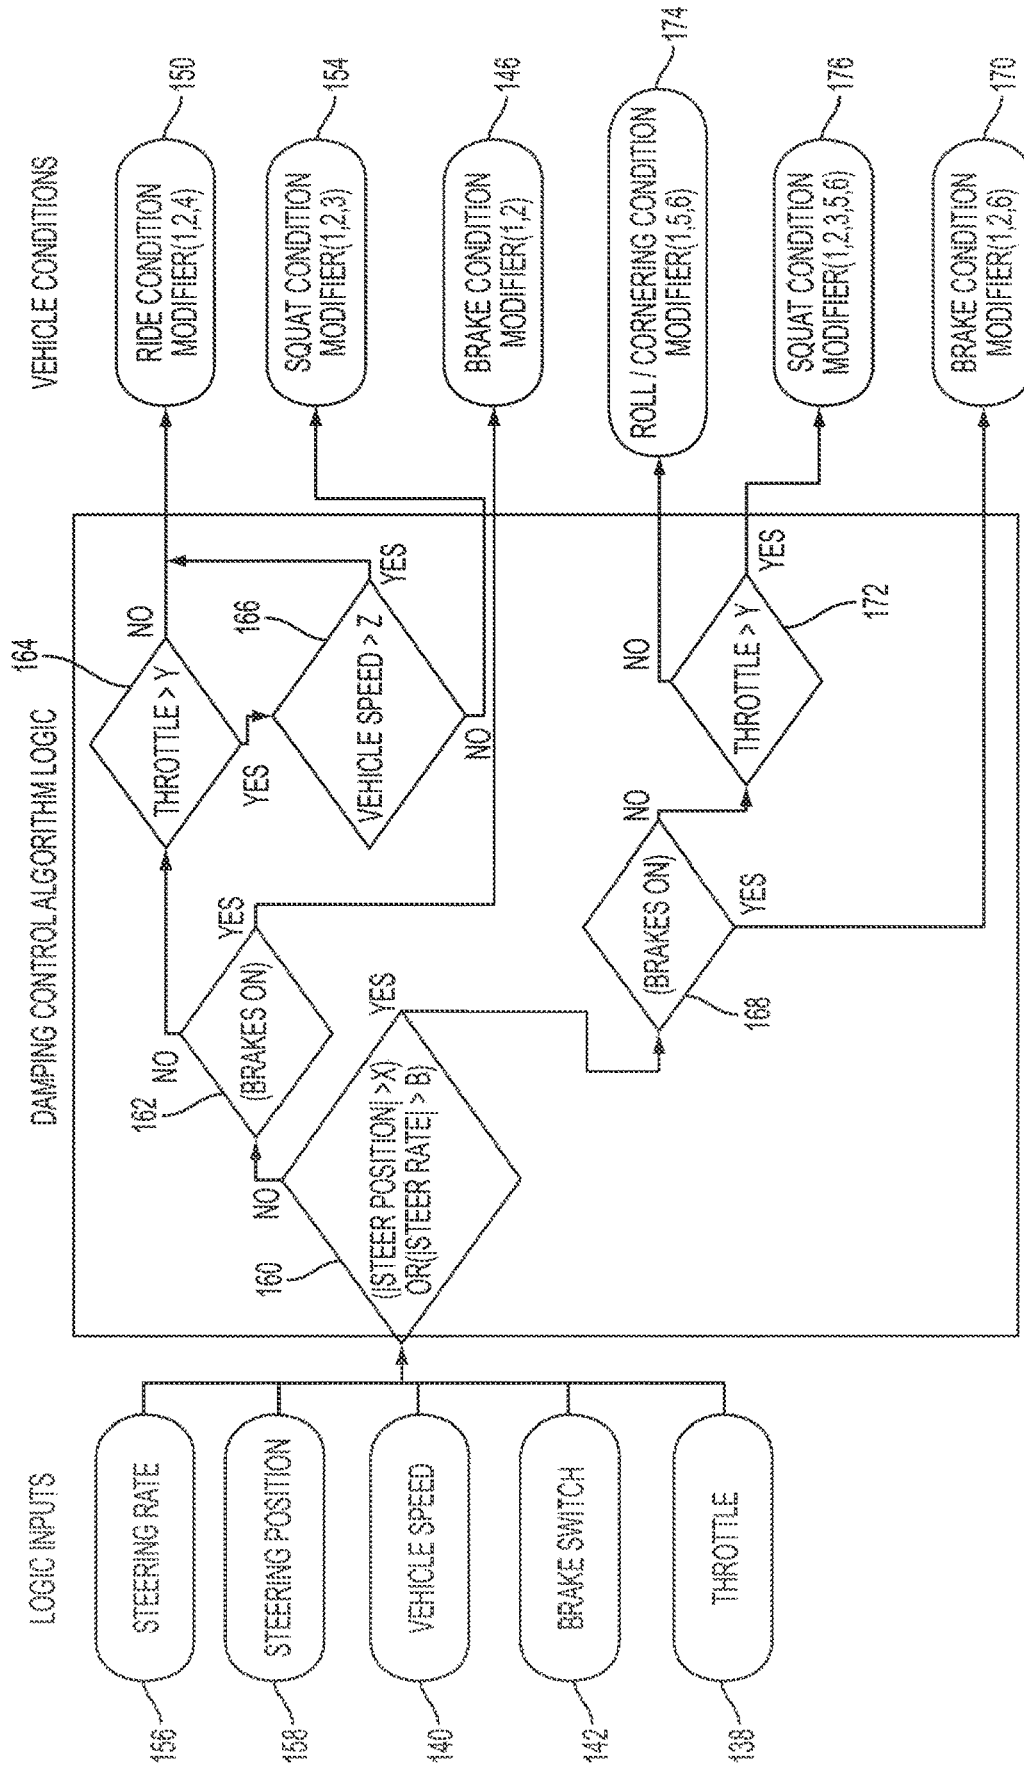 LOGIC INPUTS
STEERING RATE
156
STEERING POSITION
158
VEHICLE SPEED
140
BRAKE SWITCH
142
THROTTLE
138
DAMPING CONTROL ALGORITHM LOGIC
160
(|STEER POSITION| >X)
OR(|STEER RATE| > B)
NO
YES
162
(BRAKES ON)
NO
YES
164
THROTTLE > Y
NO
YES
166
VEHICLE SPEED > Z
YES
NO
168
(BRAKES ON)
NO
YES
172
THROTTLE > Y
NO
YES
VEHICLE CONDITIONS
RIDE CONDITION
MODIFIER(1,2,4)
150
SQUAT CONDITION
MODIFIER(1,2,3)
154
BRAKE CONDITION
MODIFIER(1,2)
146
ROLL / CORNERING CONDITION
MODIFIER(1,5,6)
174
SQUAT CONDITION
MODIFIER(1,2,3,5,6)
176
BRAKE CONDITION
MODIFIER(1,2,6)
170